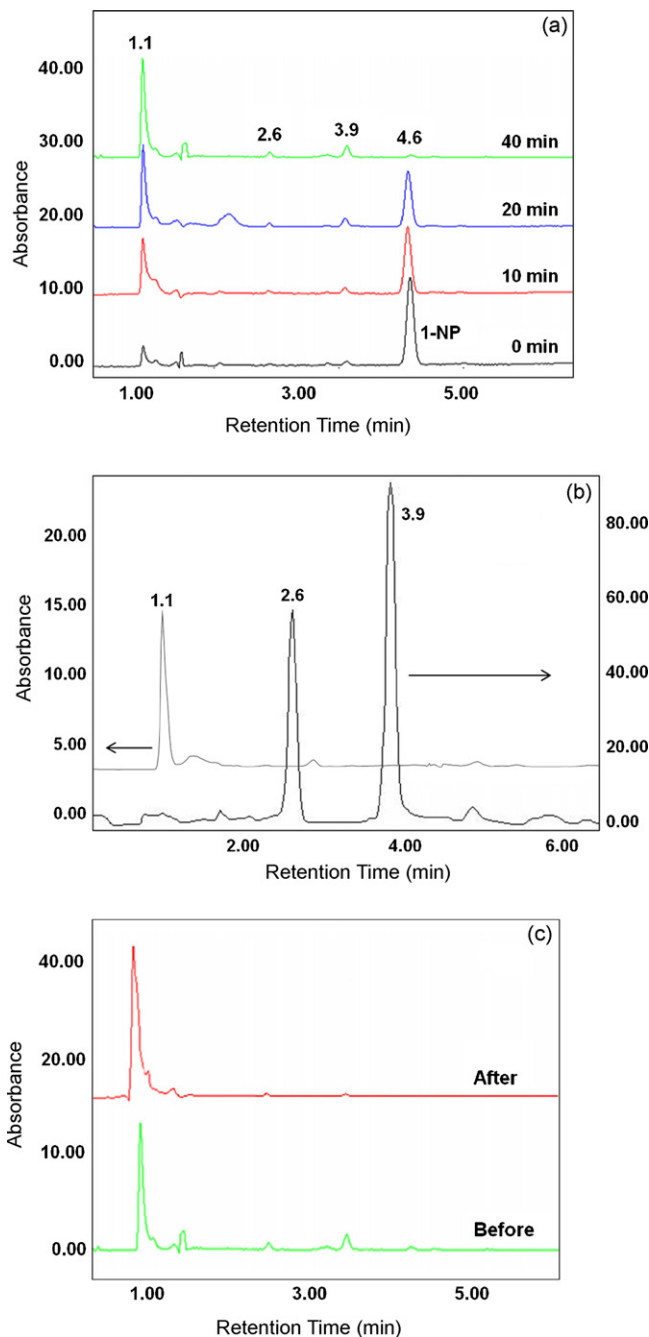 (a)
1.1
40.00
30.00
2.6 3.9 4.6
40 min
20.00
20 min
10.00
10 min
1-NP
0.00
0 min
Absorbance
1.00 3.00 5.00
Retention Time (min)
(b)
3.9
20.00 80.00
1.1 2.6
15.00 60.00
10.00 40.00
5.00 20.00
0.00 0.00
Absorbance
2.00 4.00 6.00
Retention Time (min)
(c)
40.00
20.00
After
10.00
Before
0.00
Absorbance
1.00 3.00 5.00
Retention Time (min)